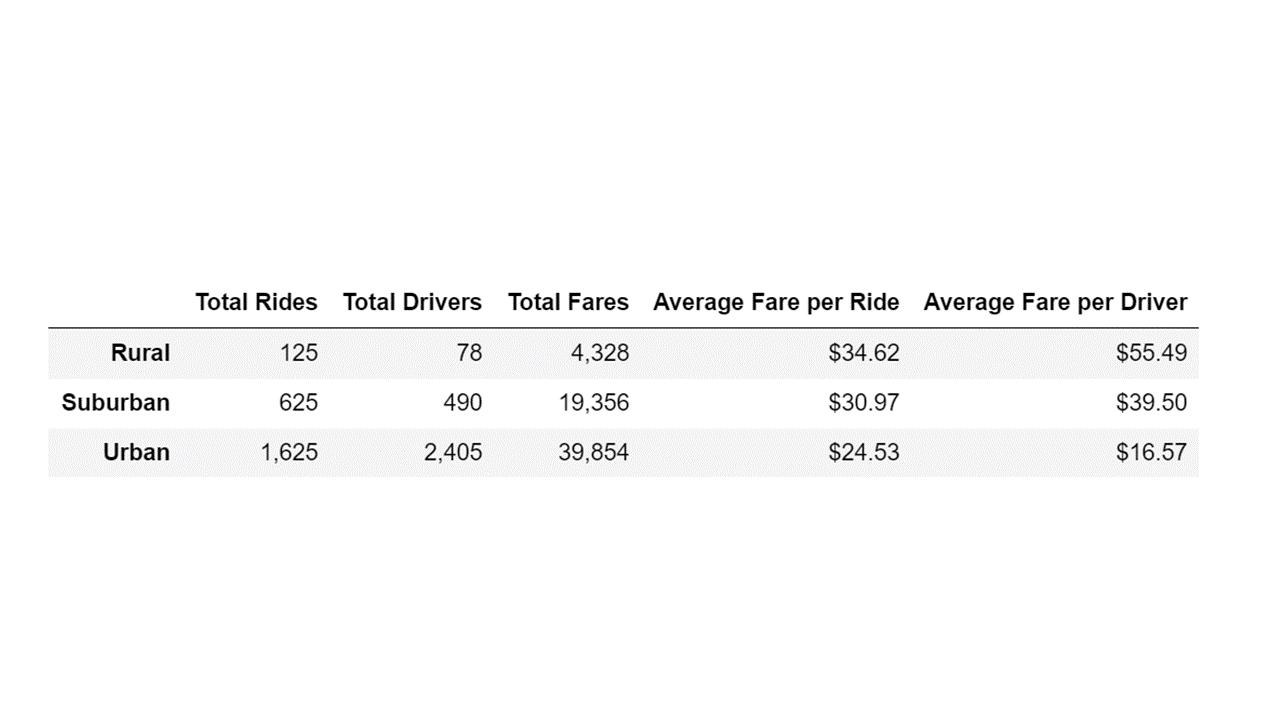 Total Rides Total Drivers Total Fares Average Fare per Ride Average Fare per Driver
Rural 125 78 4,328 $34.62 $55.49
Suburban 625 490 19,356 $30.97 $39.50
Urban 1,625 2,405 39,854 $24.53 $16.57